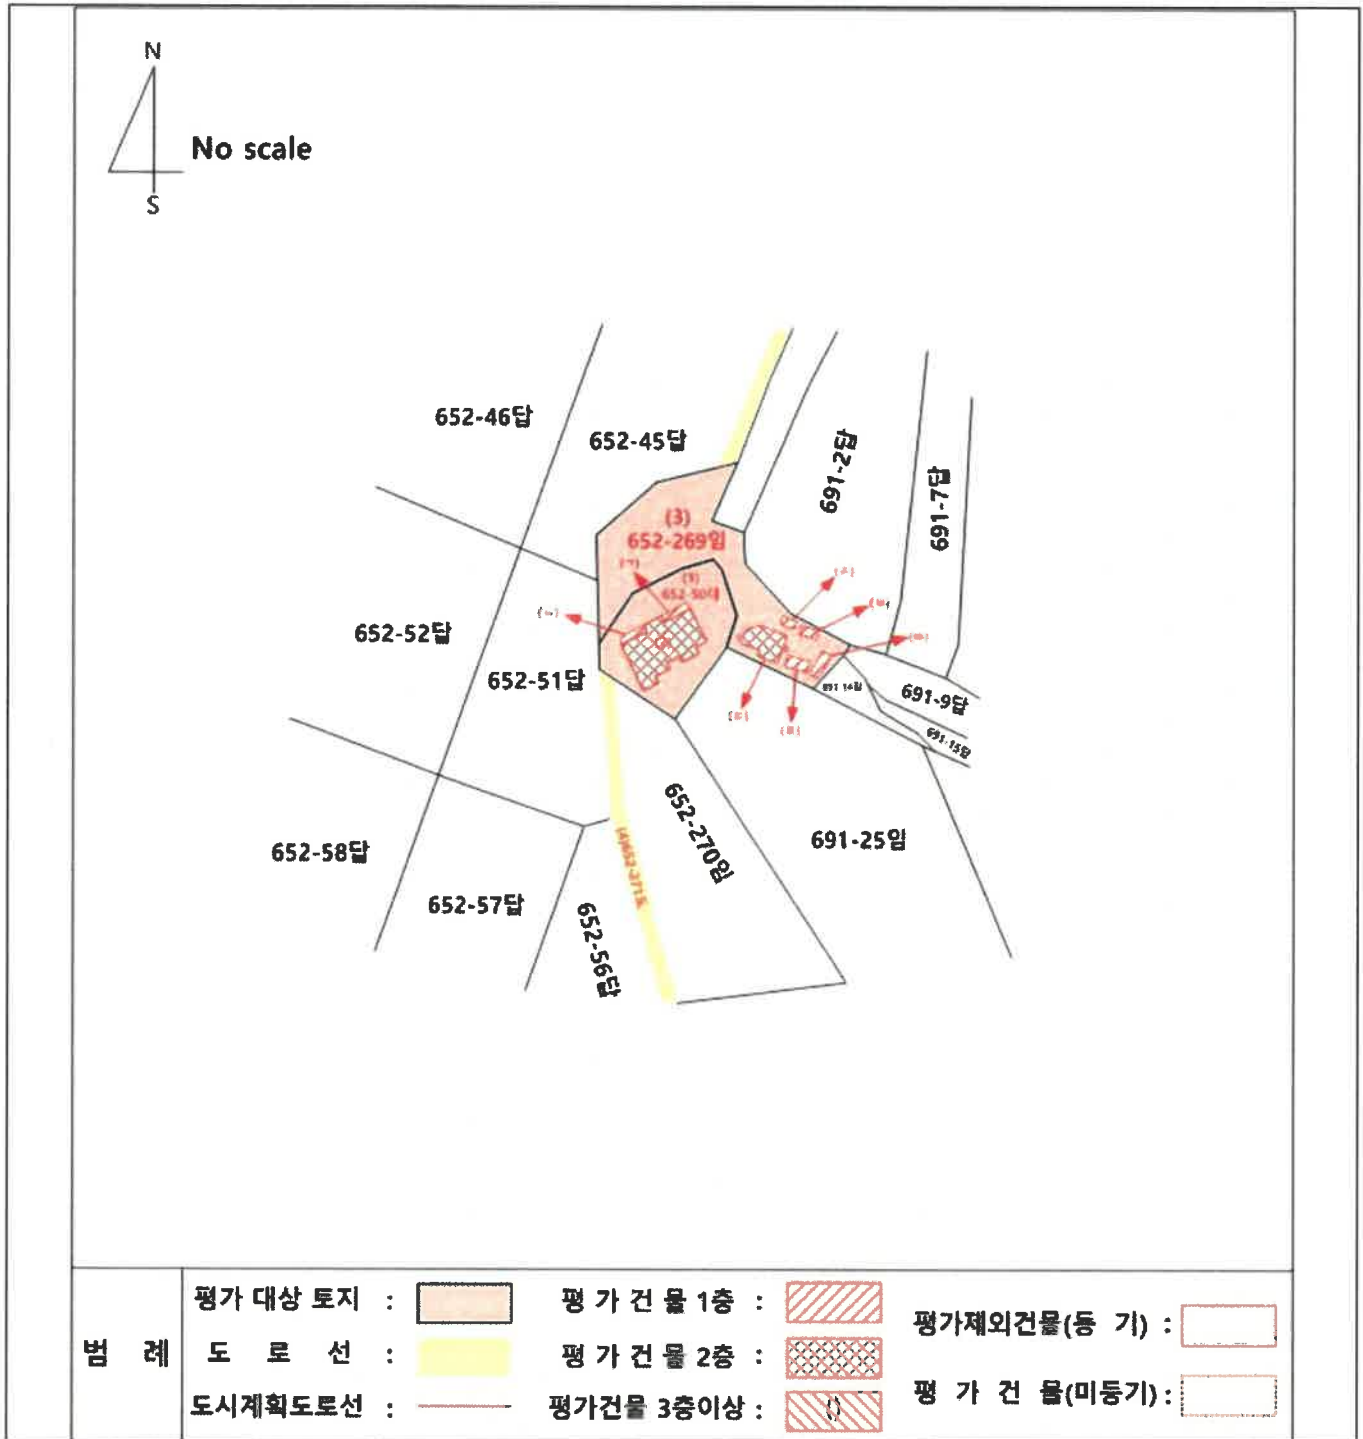 N
No scale
S
652-46답
652-45답
691-2답
691-7답
(3)
652-269임
652-52답
652-51답
691-9답
691-15답
652-270임
691-25임
652-58답
652-57답
652-56답
범 례
평가 대상 토지 :
도 로 선 :
도시계획도로선 :
평 가 건 물 1층 :
평 가 건 물 2층 :
평가건물 3층이상 :
평가제외건물(등 기) :
평 가 건 물(미등기) :